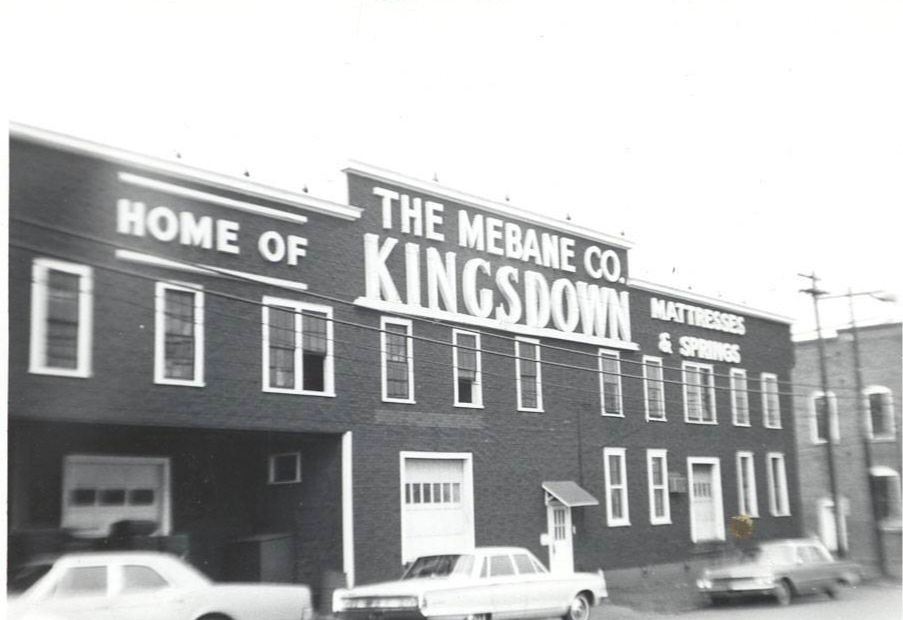 HOME OF
THE MEBANE CO.
KINGSDOWN
MATTRESSES
& SPRINGS